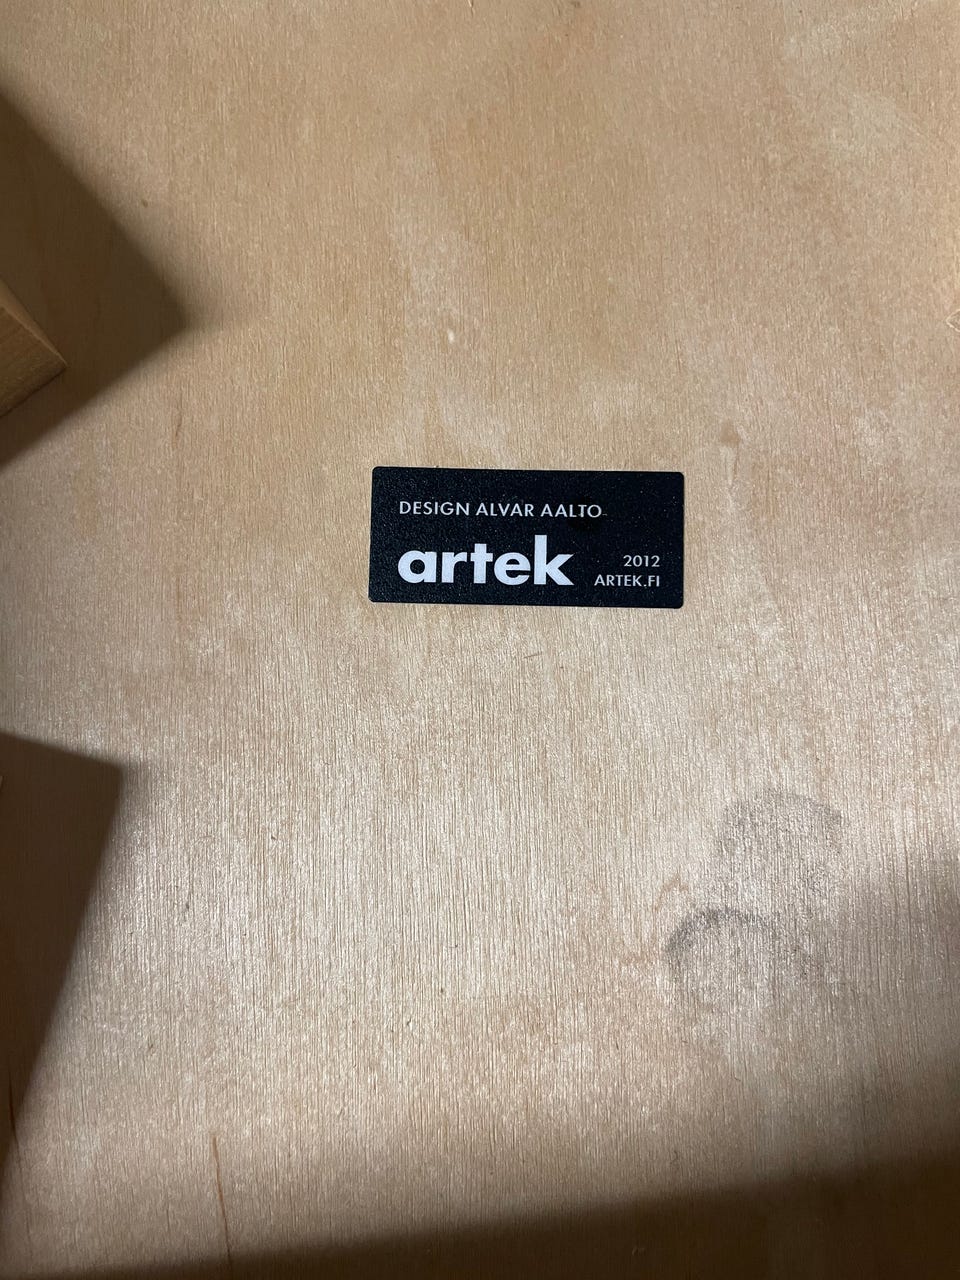 DESIGN ALVAR AALTO
artek
2012
ARTEK.FI